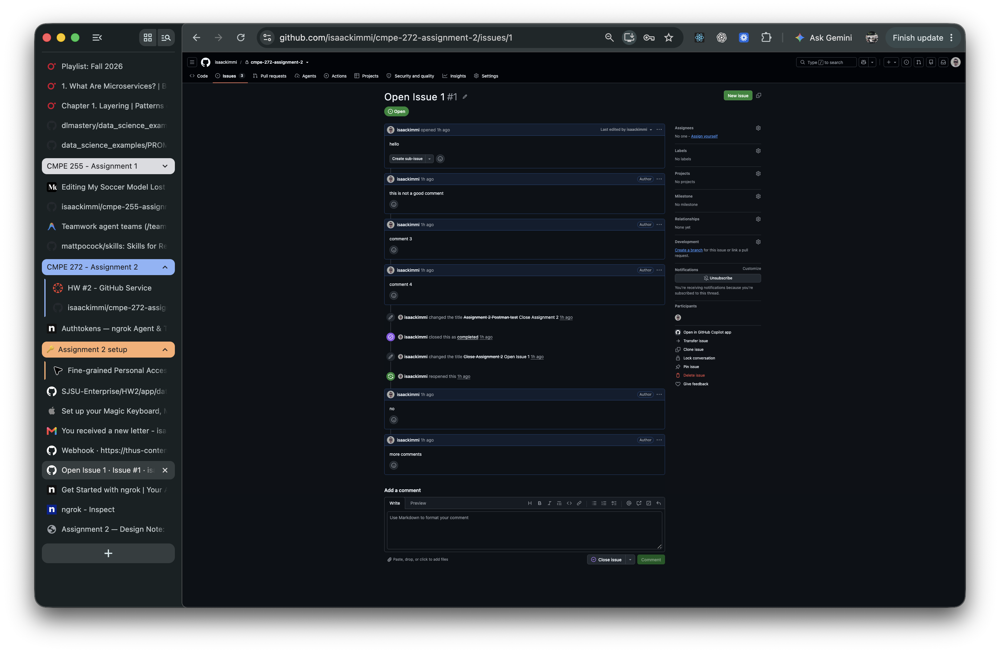 Playlist: Fall 2026
1. What Are Microservices? | B
Chapter 1. Layering | Patterns
dlmastery/data_science_exam
data_science_examples/PROM
CMPE 255 - Assignment 1
Editing My Soccer Model Lost
isaackimmi/cmpe-255-assignm
Teamwork agent teams (/team
mattpocock/skills: Skills for Re
CMPE 272 - Assignment 2
HW #2 - GitHub Service
isaackimmi/cmpe-272-assig
Authtokens — ngrok Agent & T
Assignment 2 setup
Fine-grained Personal Acces
SJSU-Enterprise/HW2/app/dat
Set up your Magic Keyboard, M
You received a new letter - isa
Webhook · https://thus-conten
Open Issue 1 · Issue #1 · isa
Get Started with ngrok | Your A
ngrok - Inspect
Assignment 2 — Design Note:
github.com/isaackimmi/cmpe-272-assignment-2/issues/1
Ask Gemini
Finish update
isaackimmi / cmpe-272-assignment-2
Type / to search
Code
Issues 3
Pull requests
Agents
Actions
Projects
Security and quality
Insights
Settings
Open Issue 1 #1
New issue
Open
isaackimmi opened 1h ago
Last edited by isaackimmi
hello
Create sub-issue
isaackimmi 1h ago
Author
this is not a good comment
isaackimmi 1h ago
Author
comment 3
isaackimmi 1h ago
Author
comment 4
isaackimmi changed the title Assignment 2 Postman test Close Assignment 2 1h ago
isaackimmi closed this as completed 1h ago
isaackimmi changed the title Close Assignment 2 Open Issue 1 1h ago
isaackimmi reopened this 1h ago
isaackimmi 1h ago
Author
no
isaackimmi 1h ago
Author
more comments
Add a comment
Write
Preview
Use Markdown to format your comment
Paste, drop, or click to add files
Close issue
Comment
Assignees
No one - Assign yourself
Labels
No labels
Projects
No projects
Milestone
No milestone
Relationships
None yet
Development
Create a branch for this issue or link a pull
request.
Notifications
Customize
Unsubscribe
You're receiving notifications because you're
subscribed to this thread.
Participants
Open in GitHub Copilot app
Transfer issue
Clone issue
Lock conversation
Pin issue
Delete issue
Give feedback